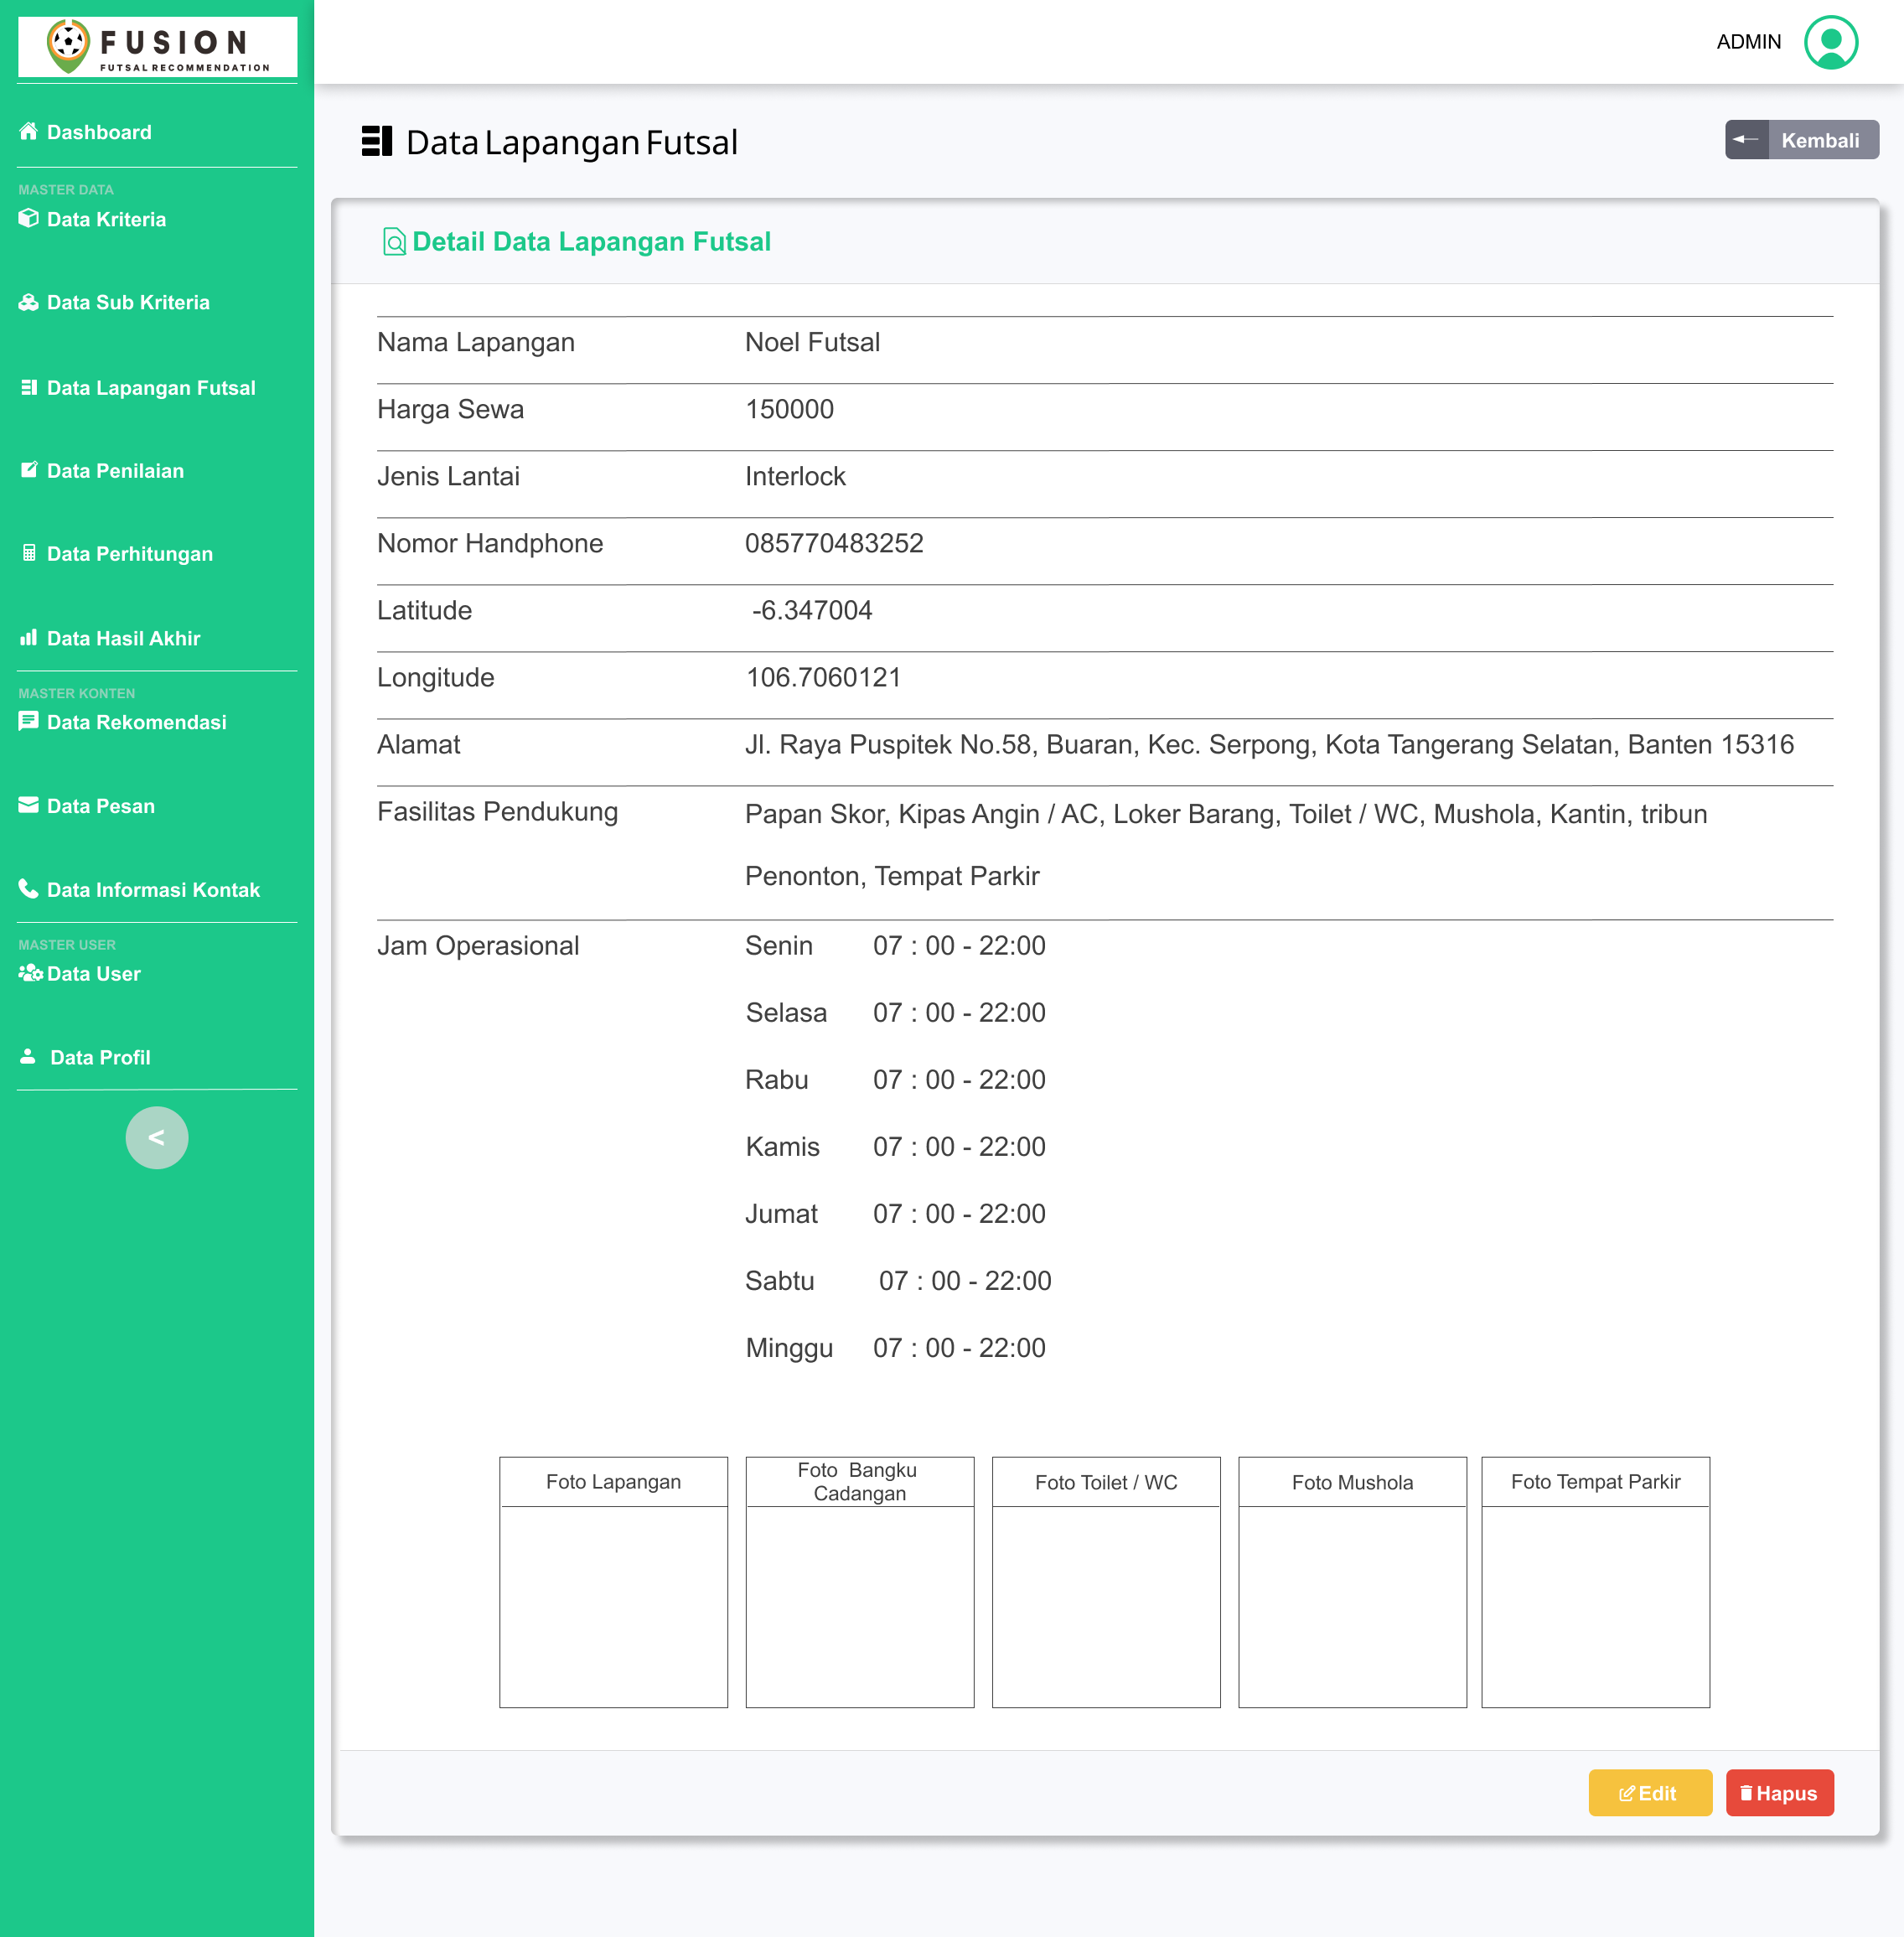 FUSION
FUTSAL RECOMMENDATION
Dashboard
MASTER DATA
Data Kriteria
Data Sub Kriteria
Data Lapangan Futsal
Data Penilaian
Data Perhitungan
Data Hasil Akhir
MASTER KONTEN
Data Rekomendasi
Data Pesan
Data Informasi Kontak
MASTER USER
Data User
Data Profil
<
ADMIN
Data Lapangan Futsal
Kembali
Detail Data Lapangan Futsal
Nama Lapangan Noel Futsal
Harga Sewa 150000
Jenis Lantai Interlock
Nomor Handphone 085770483252
Latitude -6.347004
Longitude 106.7060121
Alamat Jl. Raya Puspitek No.58, Buaran, Kec. Serpong, Kota Tangerang Selatan, Banten 15316
Fasilitas Pendukung Papan Skor, Kipas Angin / AC, Loker Barang, Toilet / WC, Mushola, Kantin, tribun
Penonton, Tempat Parkir
Jam Operasional Senin 07 : 00 - 22:00
Selasa 07 : 00 - 22:00
Rabu 07 : 00 - 22:00
Kamis 07 : 00 - 22:00
Jumat 07 : 00 - 22:00
Sabtu 07 : 00 - 22:00
Minggu 07 : 00 - 22:00
Foto Lapangan
Foto Bangku
Cadangan
Foto Toilet / WC
Foto Mushola
Foto Tempat Parkir
Edit
Hapus